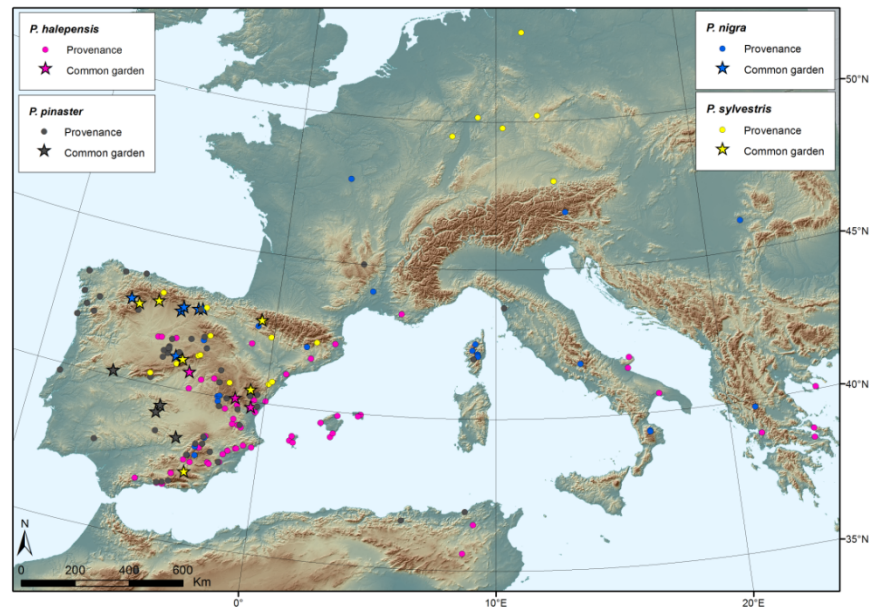 P. halepensis
Provenance
Common garden
P. pinaster
Provenance
Common garden
P. nigra
Provenance
Common garden
P. sylvestris
Provenance
Common garden
50°N
45°N
40°N
35°N
N
0 200 400 600
Km
0°
10°E
20°E